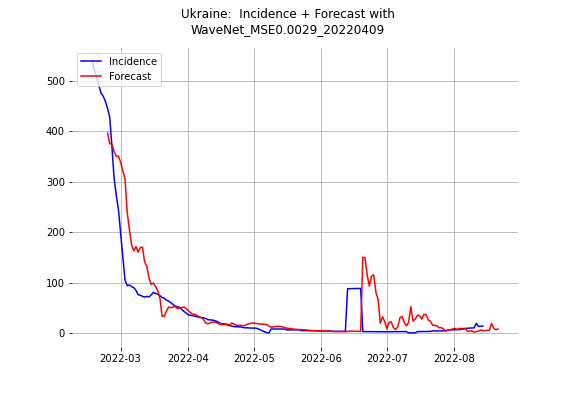 Ukraine:  Incidence + Forecast with
WaveNet_MSE0.0029_20220409
Incidence
Forecast
500
400
300
200
100
0
2022-03 2022-04 2022-05 2022-06 2022-07 2022-08